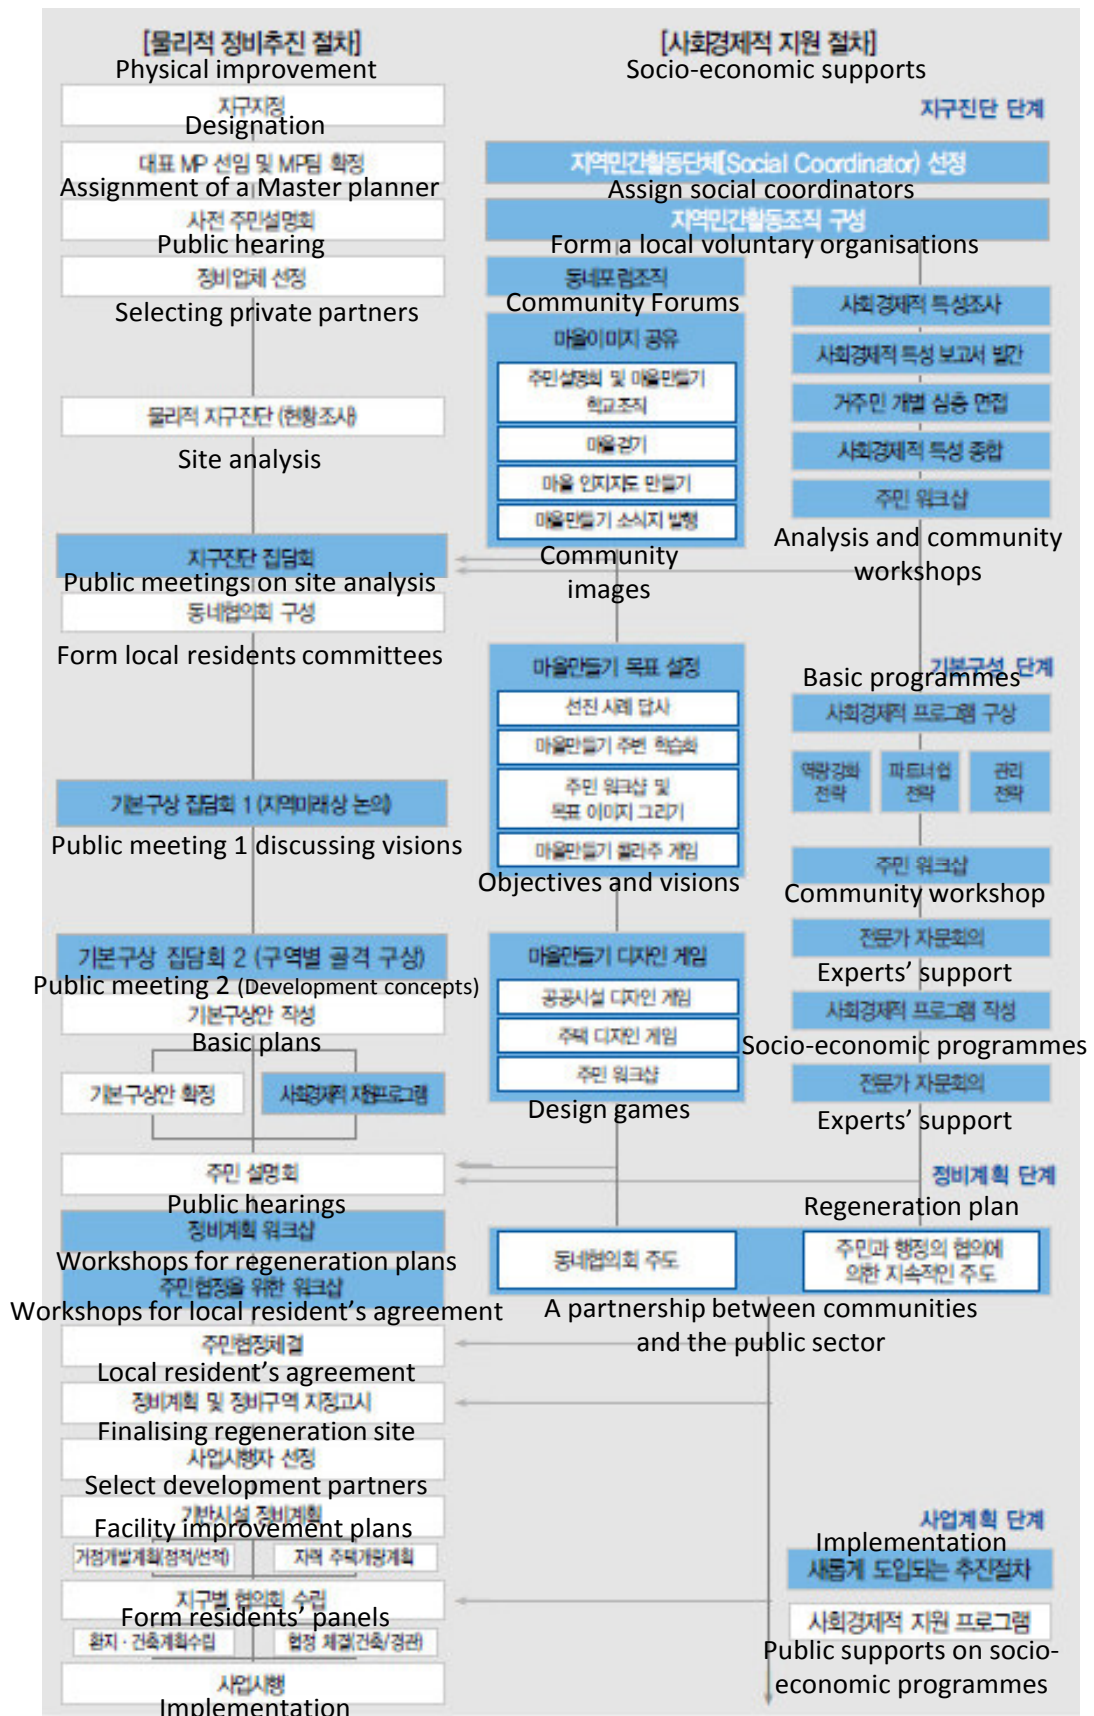 [물리적 정비추진 절차]
Physical improvement
지구지정
Designation
대표 MP 선임 및 MP팀 확정
Assignment of a Master planner
사전 주민설명회
Public hearing
정비업체 선정
Selecting private partners
물리적 지구진단 (현황조사)
Site analysis
지구진단 집담회
Public meetings on site analysis
동네협의회 구성
Form local residents committees
기본구상 집담회 1 (지역미래상 논의)
Public meeting 1 discussing visions
기본구상 집담회 2 (구역별 골격 구상)
Public meeting 2 (Development concepts)
기본구상안 작성
Basic plans
기본구상안 확정
사회경제적 지원프로그램
주민 설명회
Public hearings
정비계획 워크샵
Workshops for regeneration plans
주민협정을 위한 워크샵
Workshops for local resident's agreement
주민협정체결
Local resident's agreement
정비계획 및 정비구역 지정고시
Finalising regeneration site
사업시행자 선정
Select development partners
기반시설 정비계획
Facility improvement plans
거점개발계획(점적/선적)
자력 주택개량계획
지구별 협의회 수립
Form residents' panels
환지·건축계획수립
협정 체결(건축/경관)
사업시행
Implementation
[사회경제적 지원 절차]
Socio-economic supports
지구진단 단계
지역민간활동단체(Social Coordinator) 선정
Assign social coordinators
지역민간활동조직 구성
Form a local voluntary organisations
동네포럼조직
Community Forums
마을이미지 공유
주민설명회 및 마을만들기
학교조직
마을걷기
마을 인지지도 만들기
마을만들기 소식지 발행
Community
images
사회경제적 특성조사
사회경제적 특성 보고서 발간
거주민 개별 심층 면접
사회경제적 특성 종합
주민 워크샵
Analysis and community
workshops
마을만들기 목표 설정
선진 사례 답사
마을만들기 주변 학습화
주민 워크샵 및
목표 이미지 그리기
마을만들기 콜라주 게임
Objectives and visions
기본구성 단계
Basic programmes
사회경제적 프로그램 구상
역량강화
전략
파트너쉽
전략
관리
전략
주민 워크샵
Community workshop
전문가 자문회의
Experts' support
사회경제적 프로그램 작성
Socio-economic programmes
전문가 자문회의
Experts' support
마을만들기 디자인 게임
공공시설 디자인 게임
주택 디자인 게임
주민 워크샵
Design games
정비계획 단계
Regeneration plan
동네협의회 주도
주민과 행정의 협의에
의한 지속적인 주도
A partnership between communities
and the public sector
사업계획 단계
Implementation
새롭게 도입되는 추진절차
사회경제적 지원 프로그램
Public supports on socio-
economic programmes